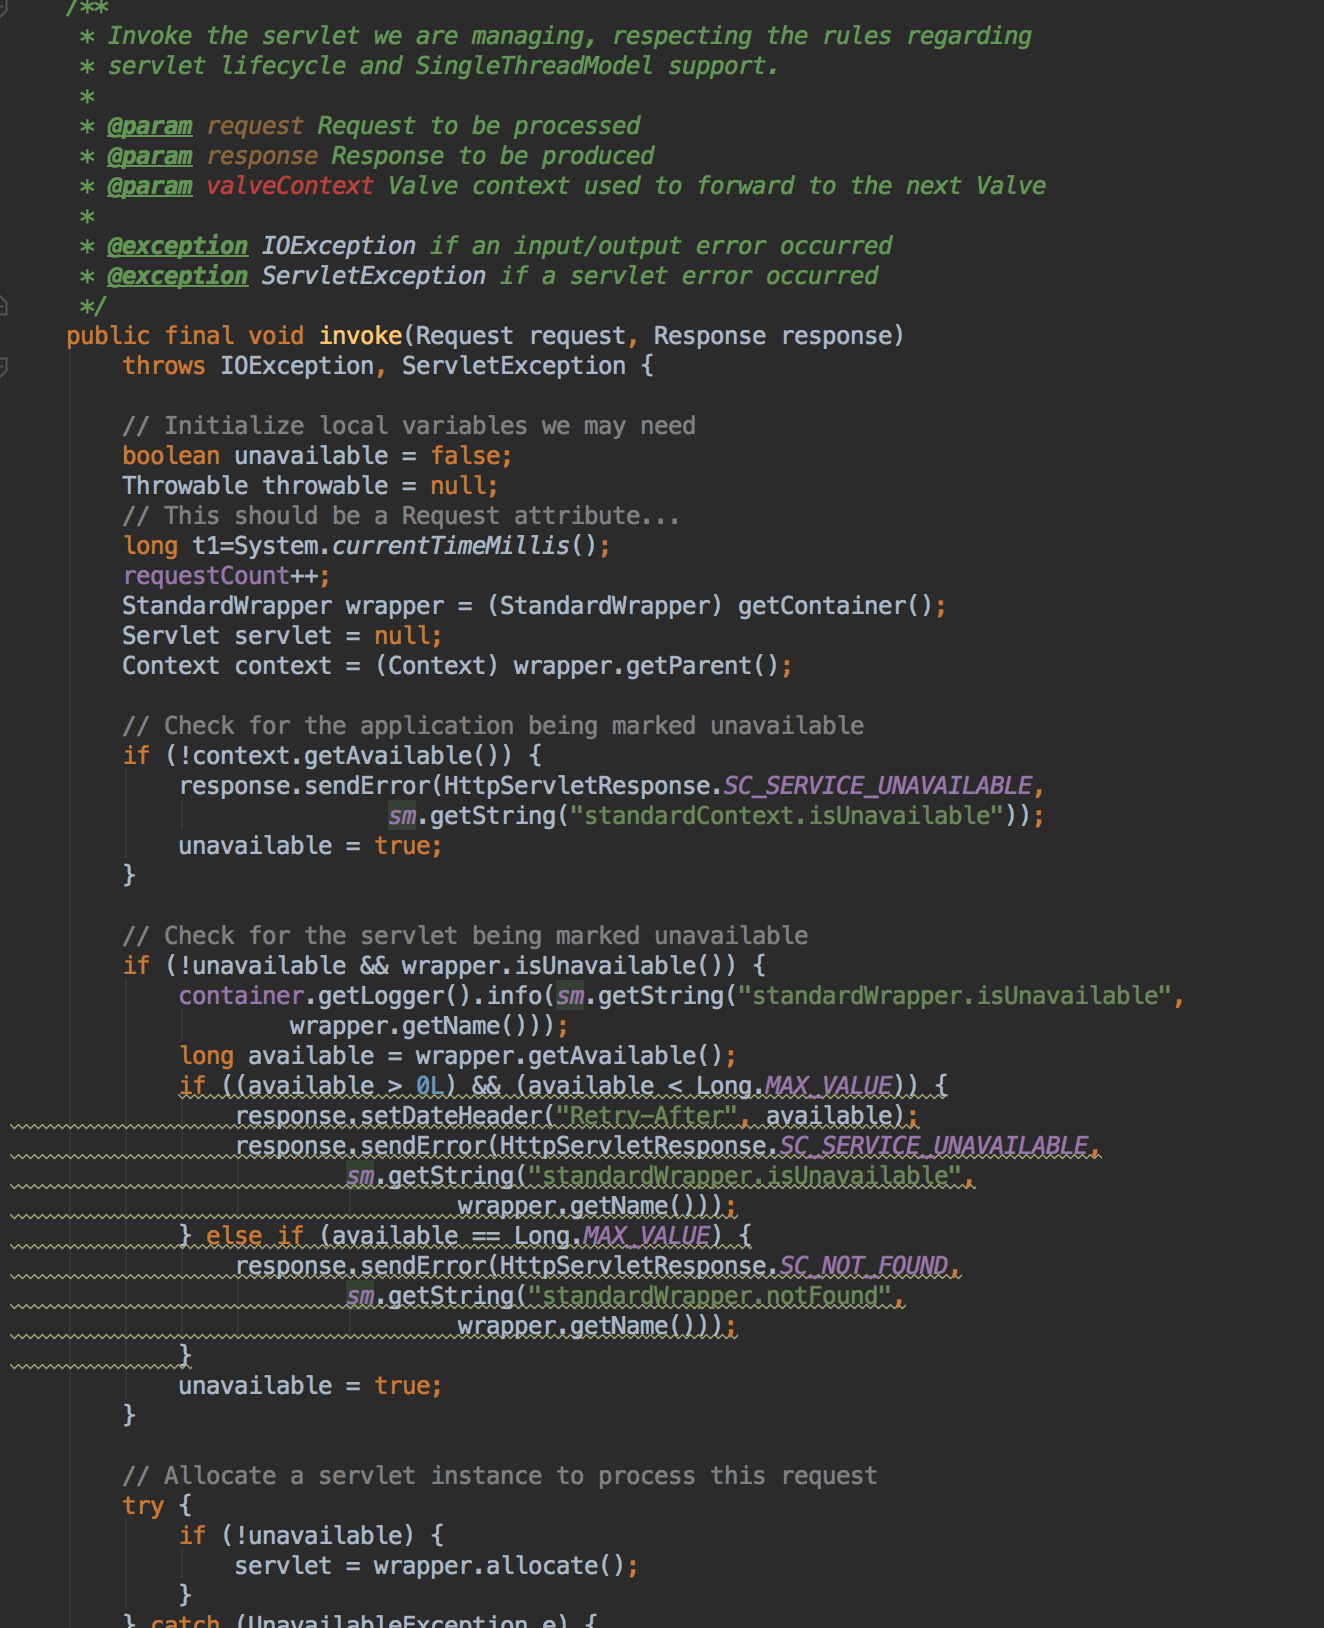 /**
* Invoke the servlet we are managing, respecting the rules regarding
* servlet lifecycle and SingleThreadModel support.
*
* @param request Request to be processed
* @param response Response to be produced
* @param valveContext Valve context used to forward to the next Valve
*
* @exception IOException if an input/output error occurred
* @exception ServletException if a servlet error occurred
*/
public final void invoke(Request request, Response response)
throws IOException, ServletException {
// Initialize local variables we may need
boolean unavailable = false;
Throwable throwable = null;
// This should be a Request attribute...
long t1=System.currentTimeMillis();
requestCount++;
StandardWrapper wrapper = (StandardWrapper) getContainer();
Servlet servlet = null;
Context context = (Context) wrapper.getParent();
// Check for the application being marked unavailable
if (!context.getAvailable()) {
response.sendError(HttpServletResponse.SC_SERVICE_UNAVAILABLE,
sm.getString("standardContext.isUnavailable"));
unavailable = true;
}
// Check for the servlet being marked unavailable
if (!unavailable && wrapper.isUnavailable()) {
container.getLogger().info(sm.getString("standardWrapper.isUnavailable",
wrapper.getName()));
long available = wrapper.getAvailable();
if ((available > 0L) && (available < Long.MAX_VALUE)) {
response.setDateHeader("Retry-After", available);
response.sendError(HttpServletResponse.SC_SERVICE_UNAVAILABLE,
sm.getString("standardWrapper.isUnavailable",
wrapper.getName()));
} else if (available == Long.MAX_VALUE) {
response.sendError(HttpServletResponse.SC_NOT_FOUND,
sm.getString("standardWrapper.notFound",
wrapper.getName()));
}
unavailable = true;
}
// Allocate a servlet instance to process this request
try {
if (!unavailable) {
servlet = wrapper.allocate();
}
} catch (UnavailableException e) {